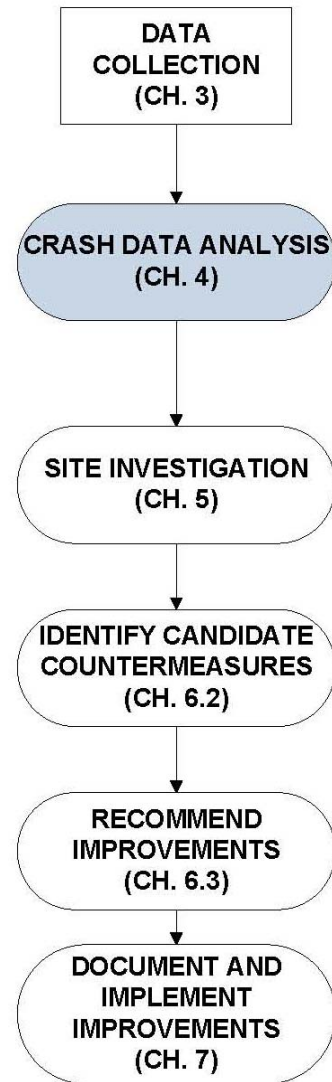 DATA
COLLECTION
(CH. 3)
CRASH DATA ANALYSIS
(CH. 4)
SITE INVESTIGATION
(CH. 5)
IDENTIFY CANDIDATE
COUNTERMEASURES
(CH. 6.2)
RECOMMEND
IMPROVEMENTS
(CH. 6.3)
DOCUMENT AND
IMPLEMENT
IMPROVEMENTS
(CH. 7)